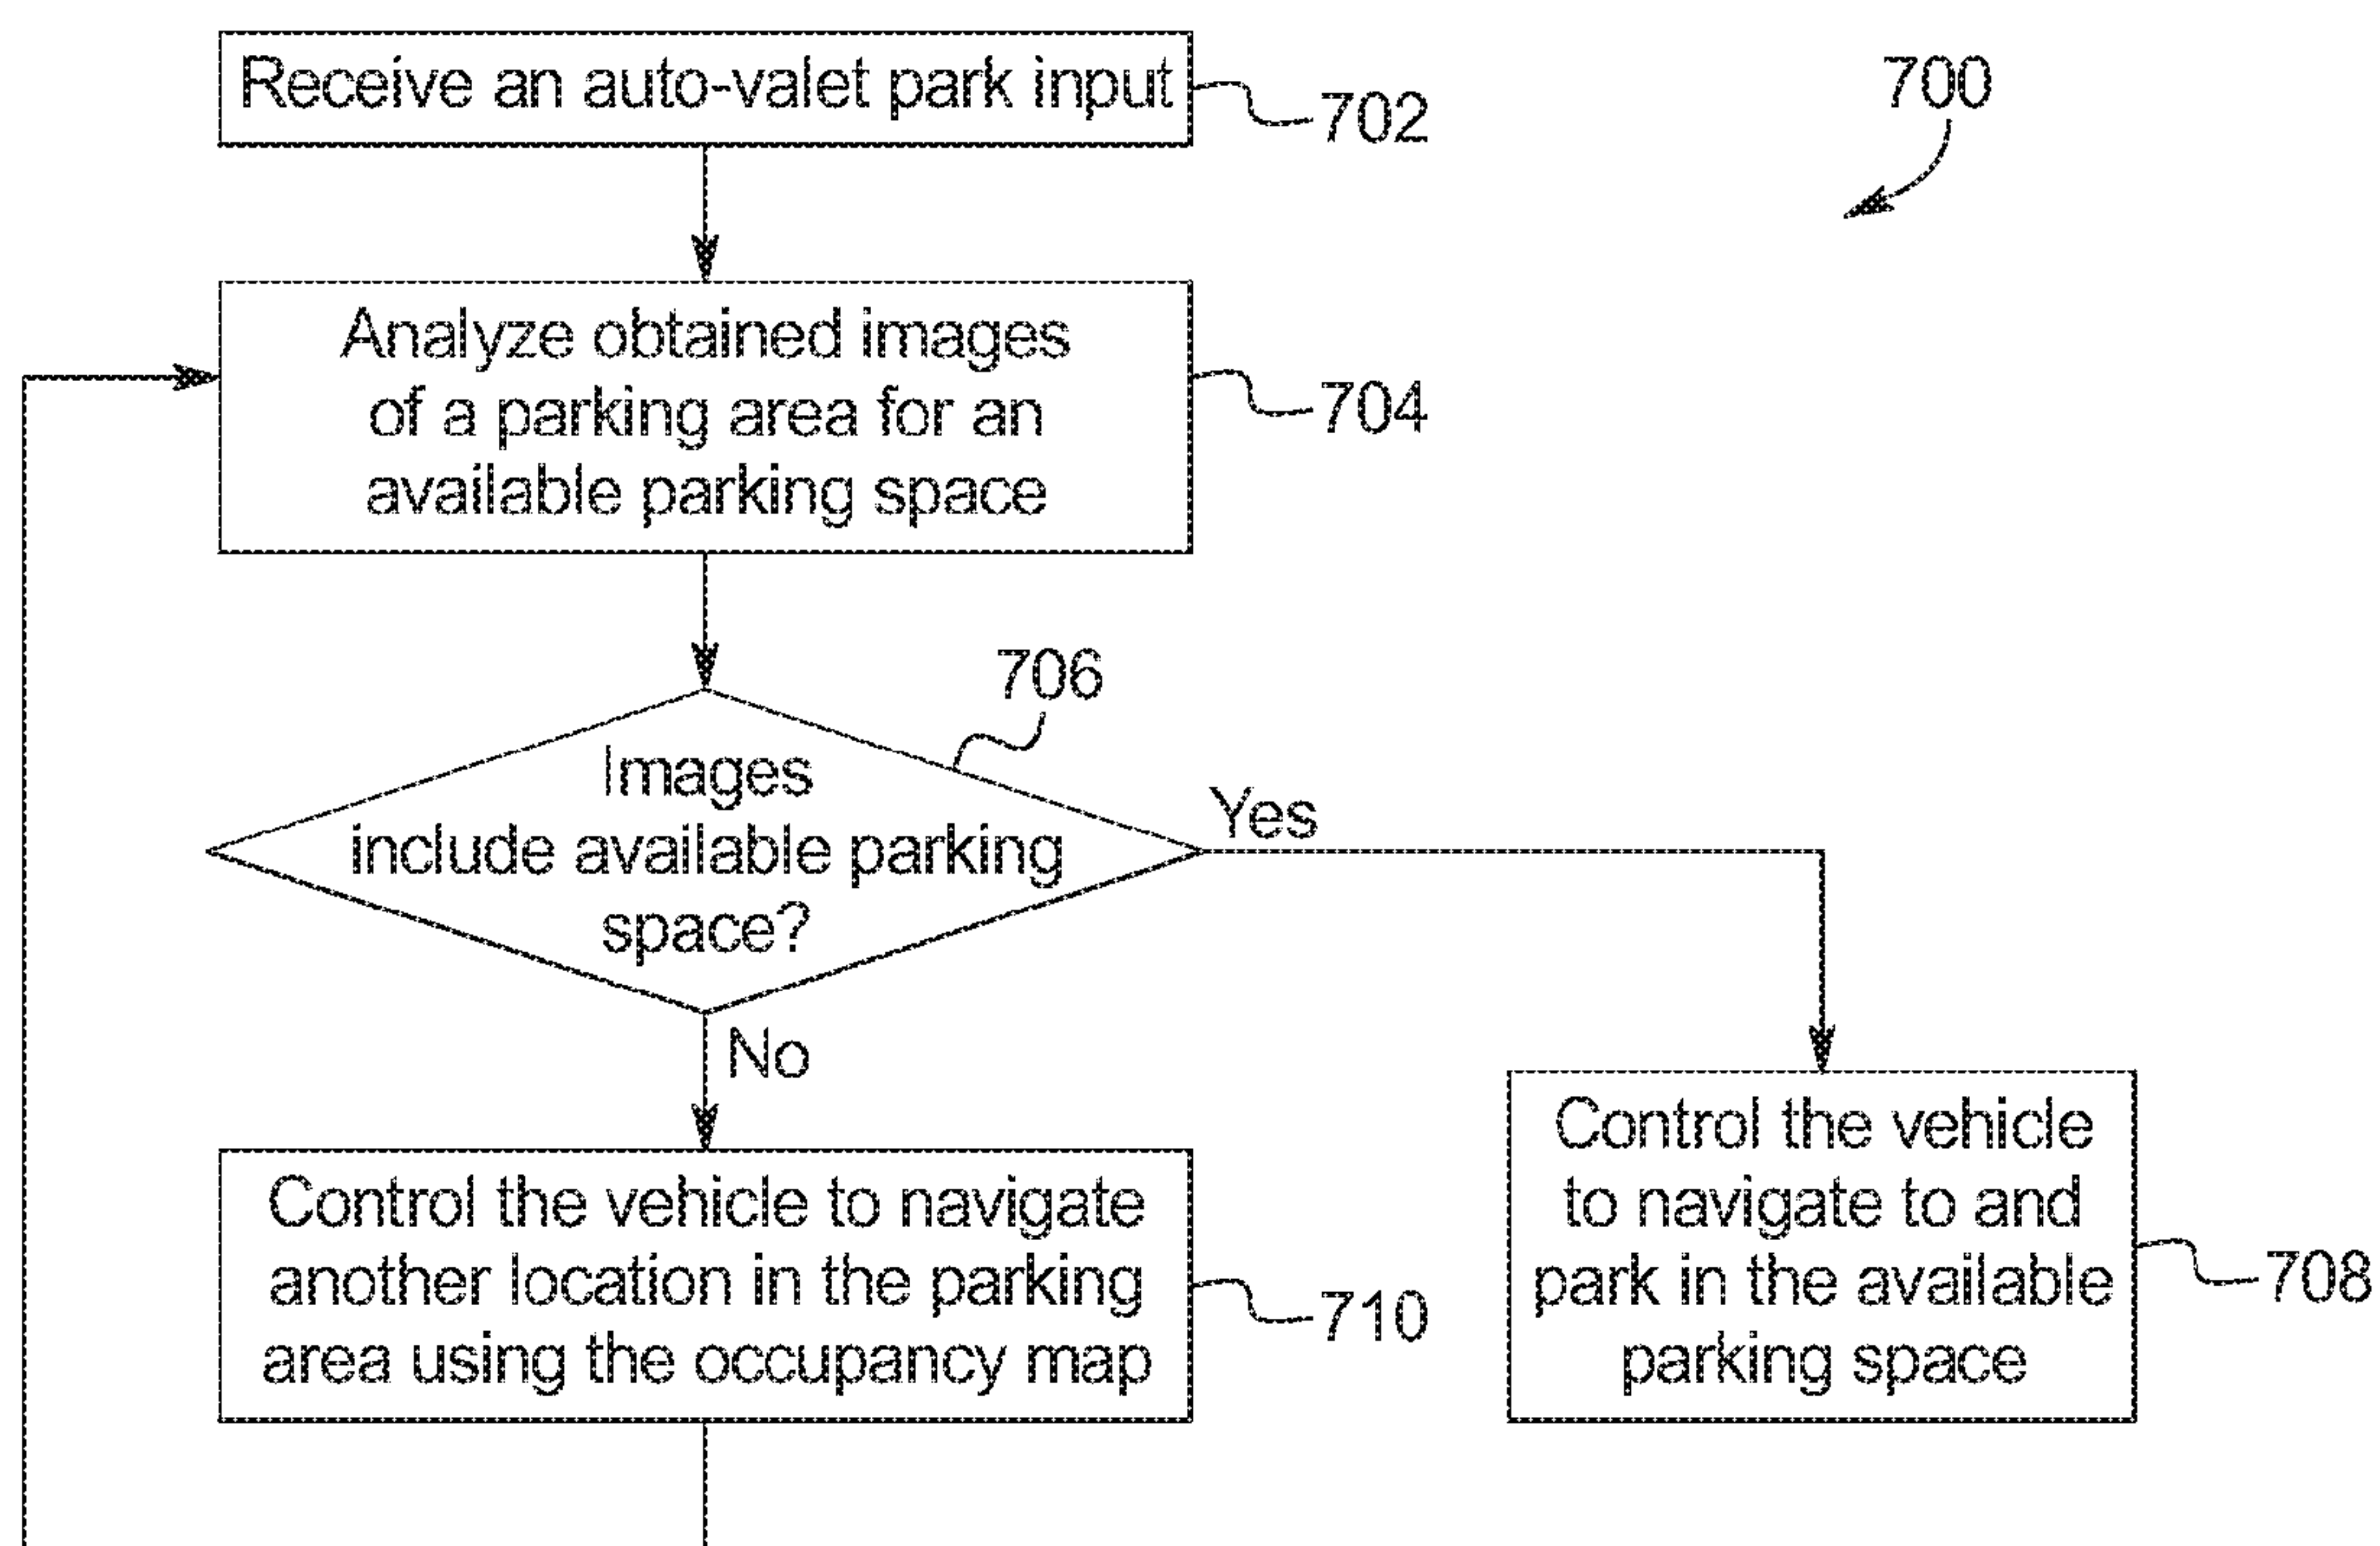 Receive an auto-valet park input
702
700
Analyze obtained images
of a parking area for an
available parking space
704
706
Images
include available parking
space?
Yes
No
Control the vehicle to navigate
another location in the parking
area using the occupancy map
710
Control the vehicle
to navigate to and
park in the available
parking space
708